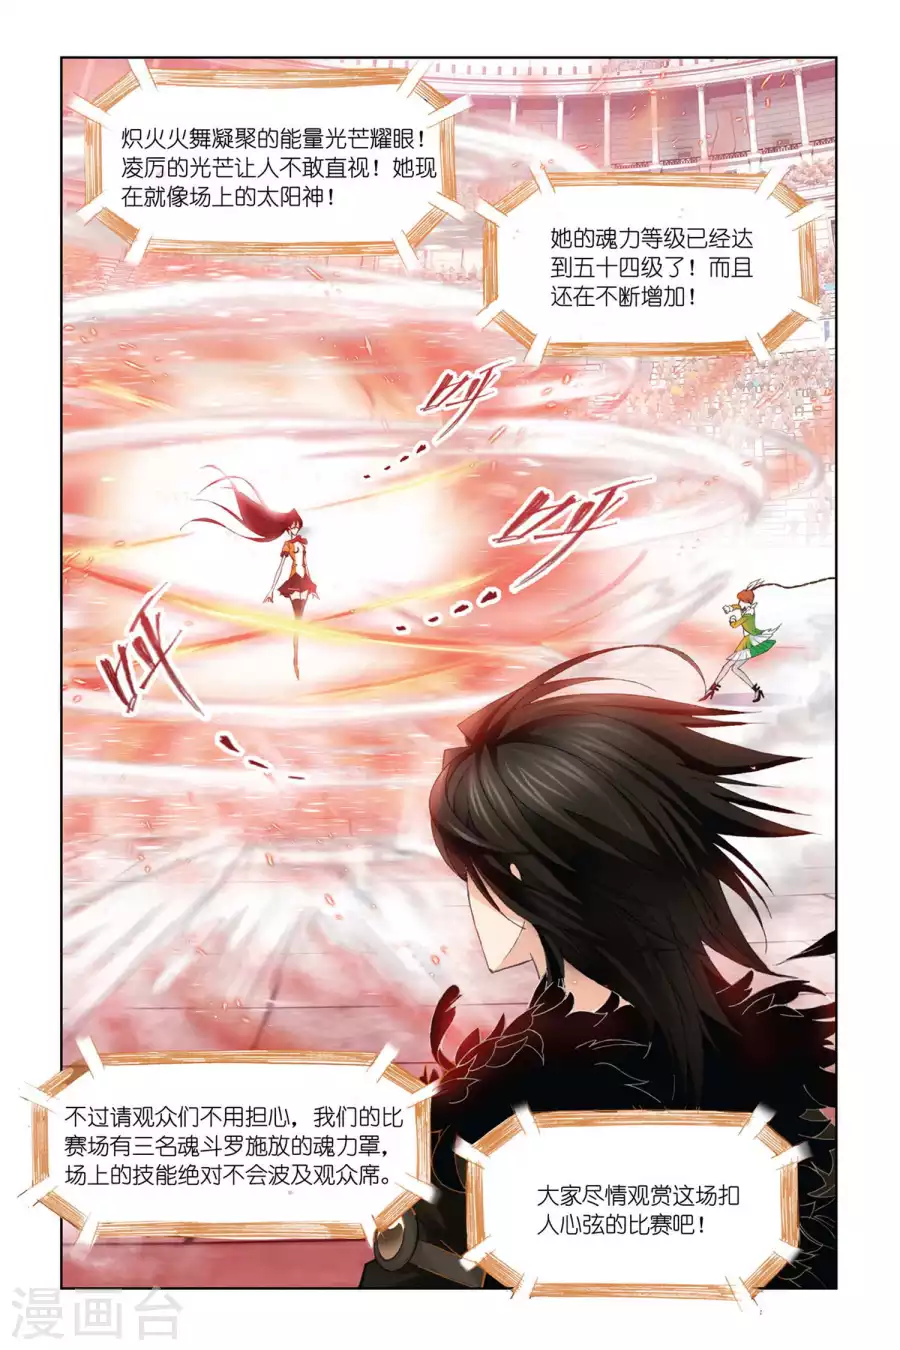 炽火火舞凝聚的能量光芒耀眼！
凌厉的光芒让人不敢直视！她现
在就像场上的太阳神！
她的魂力等级已经达
到五十四级了！而且
还在不断增加！
呼
呼
呼
不过请观众们不用担心，我们的比
赛场有三名魂斗罗施放的魂力罩，
场上的技能绝对不会波及观众席。
大家尽情观赏这场扣
人心弦的比赛吧！
漫画台